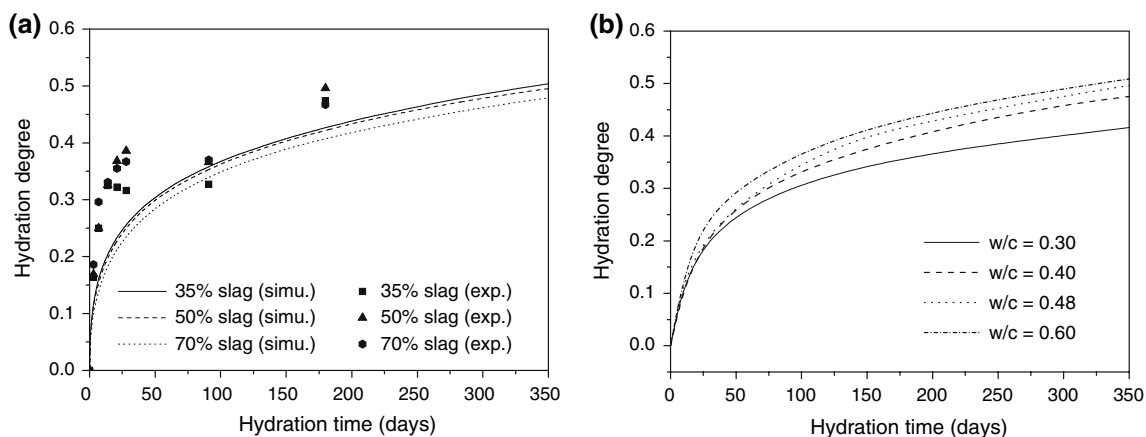 (a)
0.6
0.5
0.4
0.3
0.2
0.1
0.0
Hydration degree
35% slag (simu.)
50% slag (simu.)
70% slag (simu.)
35% slag (exp.)
50% slag (exp.)
70% slag (exp.)
0 50 100 150 200 250 300 350
Hydration time (days)
(b)
0.6
0.5
0.4
0.3
0.2
0.1
0.0
Hydration degree
w/c = 0.30
w/c = 0.40
w/c = 0.48
w/c = 0.60
0 50 100 150 200 250 300 350
Hydration time (days)